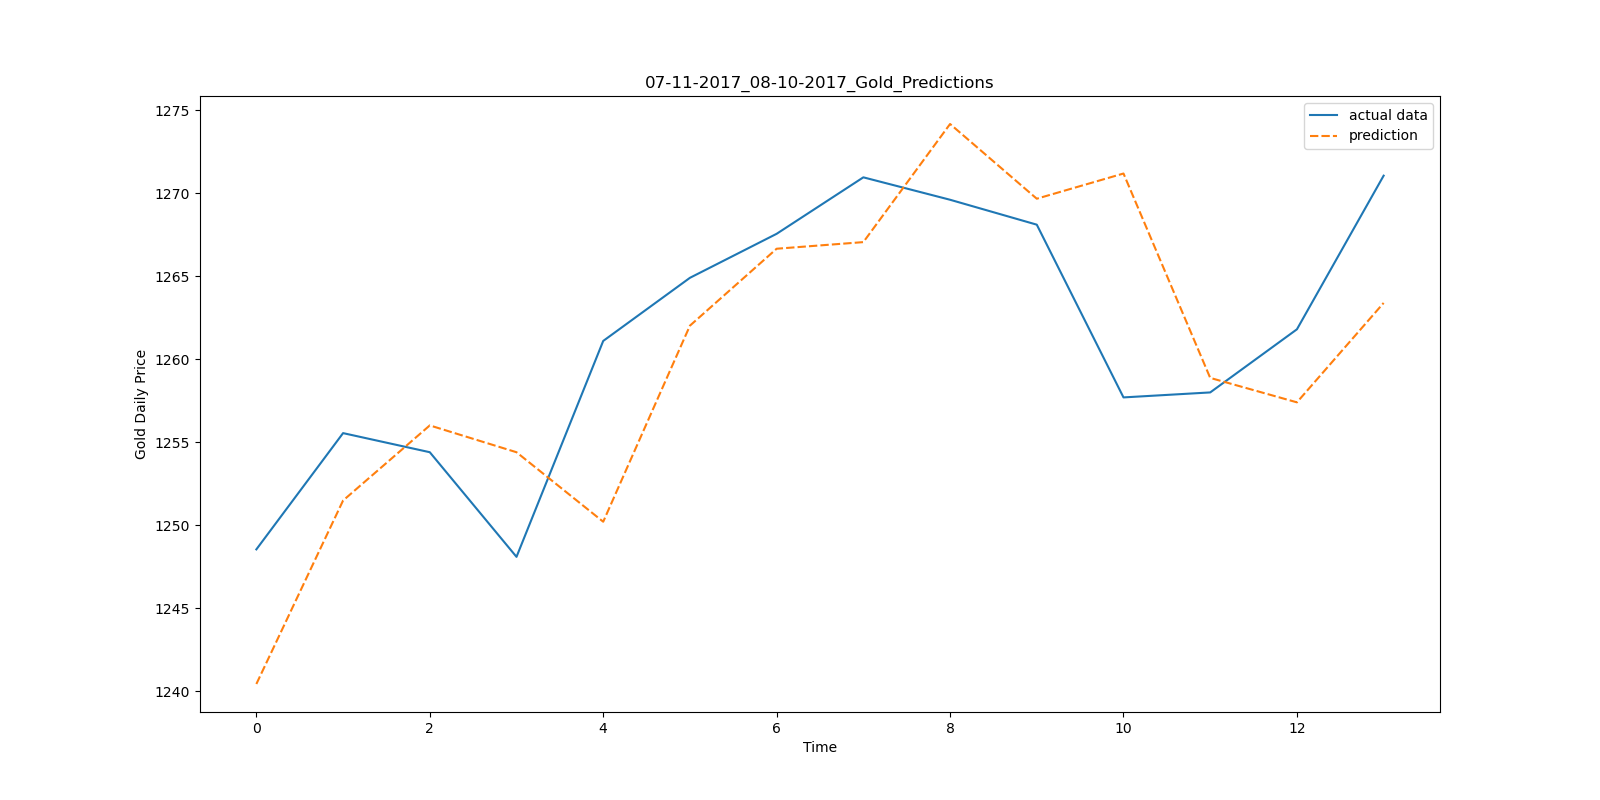 07-11-2017_08-10-2017_Gold_Predictions
actual data
prediction
1275
1270
1265
1260
1255
1250
1245
1240
Gold Daily Price
0 2 4 6 8 10 12
Time